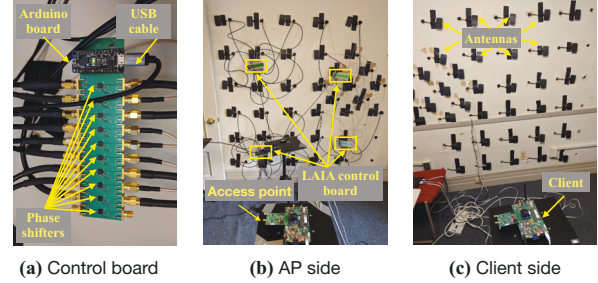 Arduino
board
USB
cable
Phase
shifters
Access point
LAIA control
board
Antennas
Client
(a) Control board
(b) AP side
(c) Client side